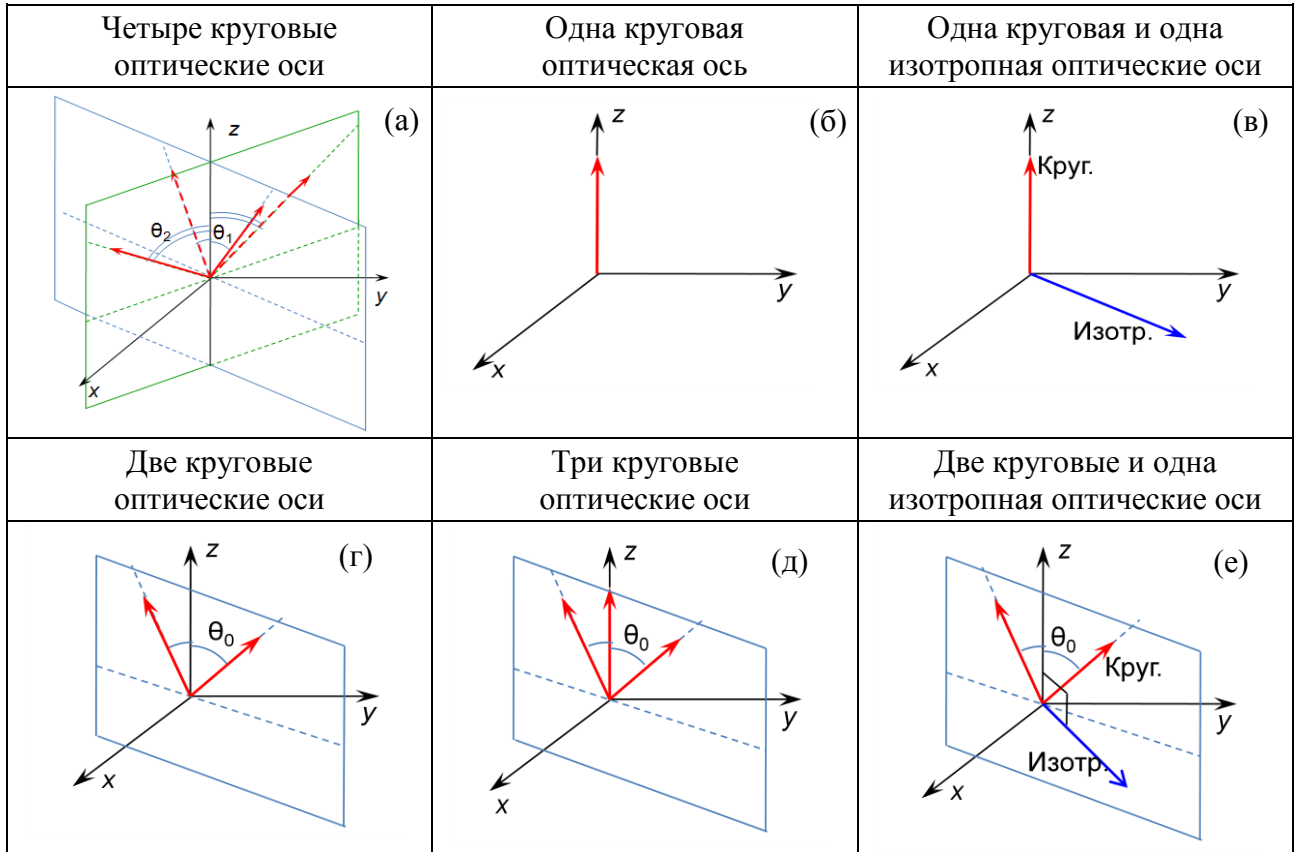 Четыре круговые
оптические оси
Одна круговая
оптическая ось
Одна круговая и одна
изотропная оптические оси
(а)
z
θ₂
θ₁
y
x
(б)
z
y
x
(в)
z
Круг.
y
Изотр.
x
Две круговые
оптические оси
Три круговые
оптические оси
Две круговые и одна
изотропная оптические оси
(г)
z
θ₀
y
x
(д)
z
θ₀
y
x
(е)
z
θ₀
Круг.
y
Изотр.
x